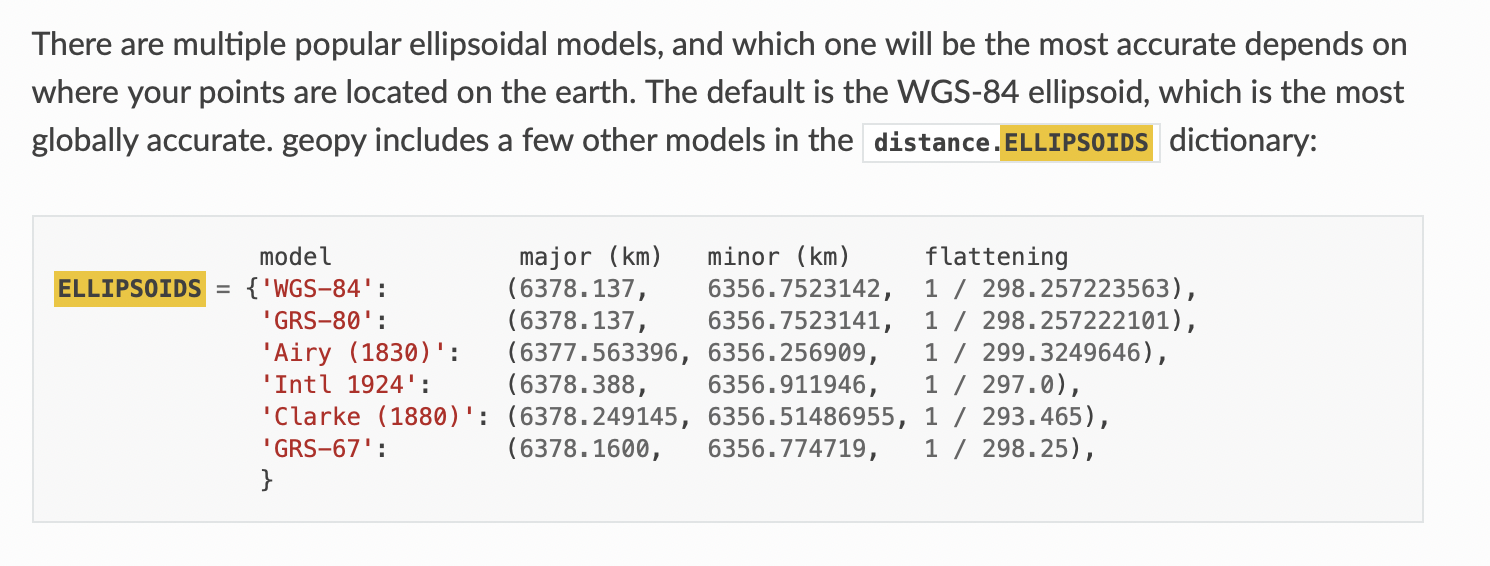 There are multiple popular ellipsoidal models, and which one will be the most accurate depends on
where your points are located on the earth. The default is the WGS-84 ellipsoid, which is the most
globally accurate. geopy includes a few other models in the distance.ELLIPSOIDS dictionary:
model major (km) minor (km) flattening
ELLIPSOIDS = {'WGS-84': (6378.137, 6356.7523142, 1 / 298.257223563),
'GRS-80': (6378.137, 6356.7523141, 1 / 298.257222101),
'Airy (1830)': (6377.563396, 6356.256909, 1 / 299.3249646),
'Intl 1924': (6378.388, 6356.911946, 1 / 297.0),
'Clarke (1880)': (6378.249145, 6356.51486955, 1 / 293.465),
'GRS-67': (6378.1600, 6356.774719, 1 / 298.25),
}